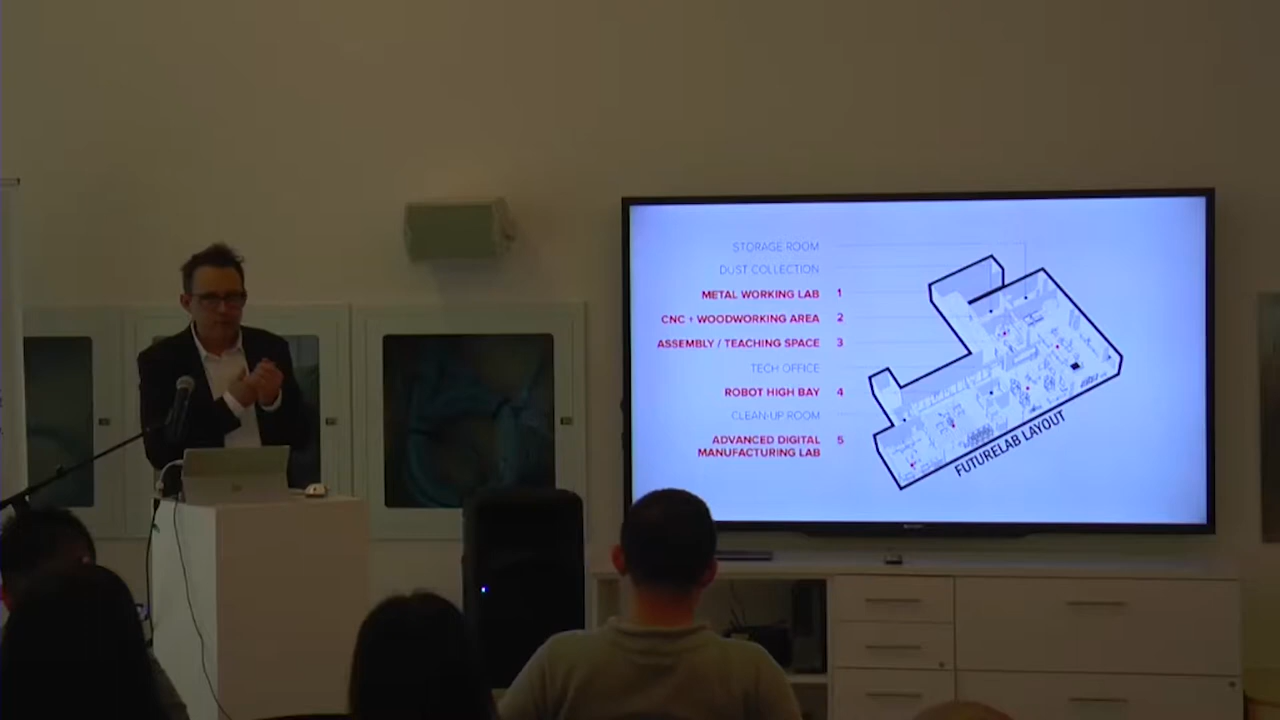 STORAGE ROOM
DUST COLLECTION
METAL WORKING LAB 1
CNC + WOODWORKING AREA 2
ASSEMBLY / TEACHING SPACE 3
TECH OFFICE
ROBOT HIGH BAY 4
CLEAN-UP ROOM
ADVANCED DIGITAL 5
MANUFACTURING LAB
FUTURELAB LAYOUT